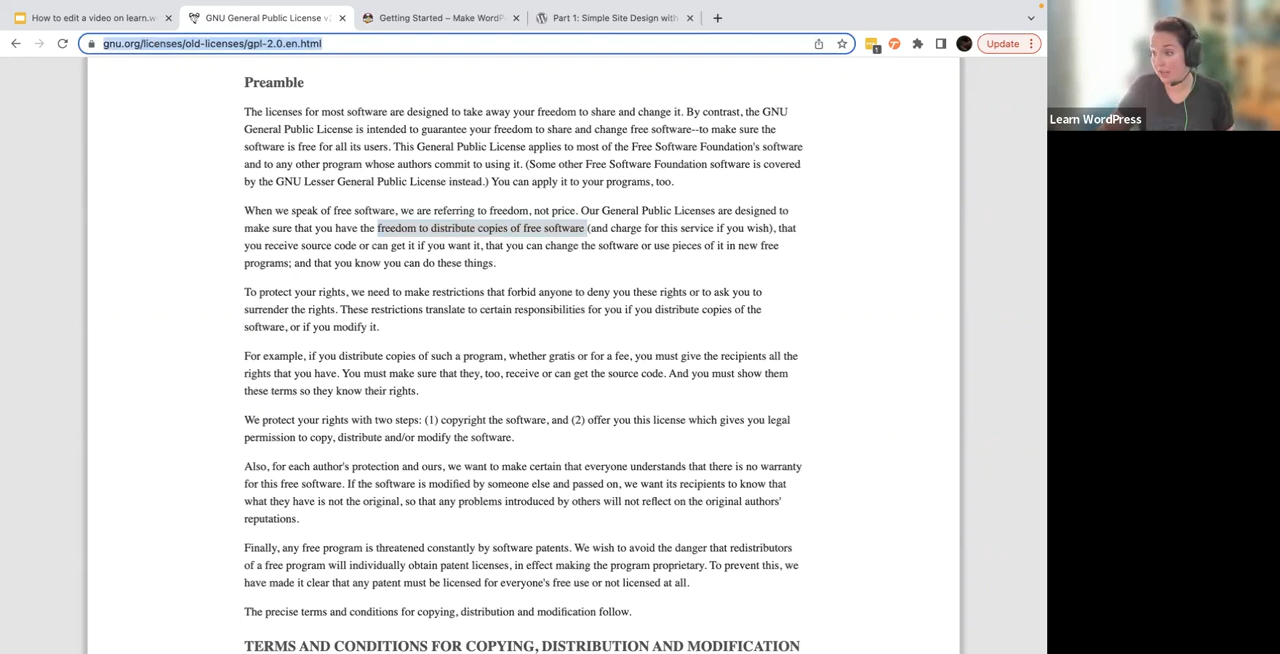 How to edit a video on learn.w
GNU General Public License v2
Getting Started – Make WordP
Part 1: Simple Site Design with
gnu.org/licenses/old-licenses/gpl-2.0.en.html
1
Update
Learn WordPress
Preamble
The licenses for most software are designed to take away your freedom to share and change it. By contrast, the GNU
General Public License is intended to guarantee your freedom to share and change free software--to make sure the
software is free for all its users. This General Public License applies to most of the Free Software Foundation's software
and to any other program whose authors commit to using it. (Some other Free Software Foundation software is covered
by the GNU Lesser General Public License instead.) You can apply it to your programs, too.
When we speak of free software, we are referring to freedom, not price. Our General Public Licenses are designed to
make sure that you have the freedom to distribute copies of free software (and charge for this service if you wish), that
you receive source code or can get it if you want it, that you can change the software or use pieces of it in new free
programs; and that you know you can do these things.
To protect your rights, we need to make restrictions that forbid anyone to deny you these rights or to ask you to
surrender the rights. These restrictions translate to certain responsibilities for you if you distribute copies of the
software, or if you modify it.
For example, if you distribute copies of such a program, whether gratis or for a fee, you must give the recipients all the
rights that you have. You must make sure that they, too, receive or can get the source code. And you must show them
these terms so they know their rights.
We protect your rights with two steps: (1) copyright the software, and (2) offer you this license which gives you legal
permission to copy, distribute and/or modify the software.
Also, for each author's protection and ours, we want to make certain that everyone understands that there is no warranty
for this free software. If the software is modified by someone else and passed on, we want its recipients to know that
what they have is not the original, so that any problems introduced by others will not reflect on the original authors'
reputations.
Finally, any free program is threatened constantly by software patents. We wish to avoid the danger that redistributors
of a free program will individually obtain patent licenses, in effect making the program proprietary. To prevent this, we
have made it clear that any patent must be licensed for everyone's free use or not licensed at all.
The precise terms and conditions for copying, distribution and modification follow.
TERMS AND CONDITIONS FOR COPYING, DISTRIBUTION AND MODIFICATION